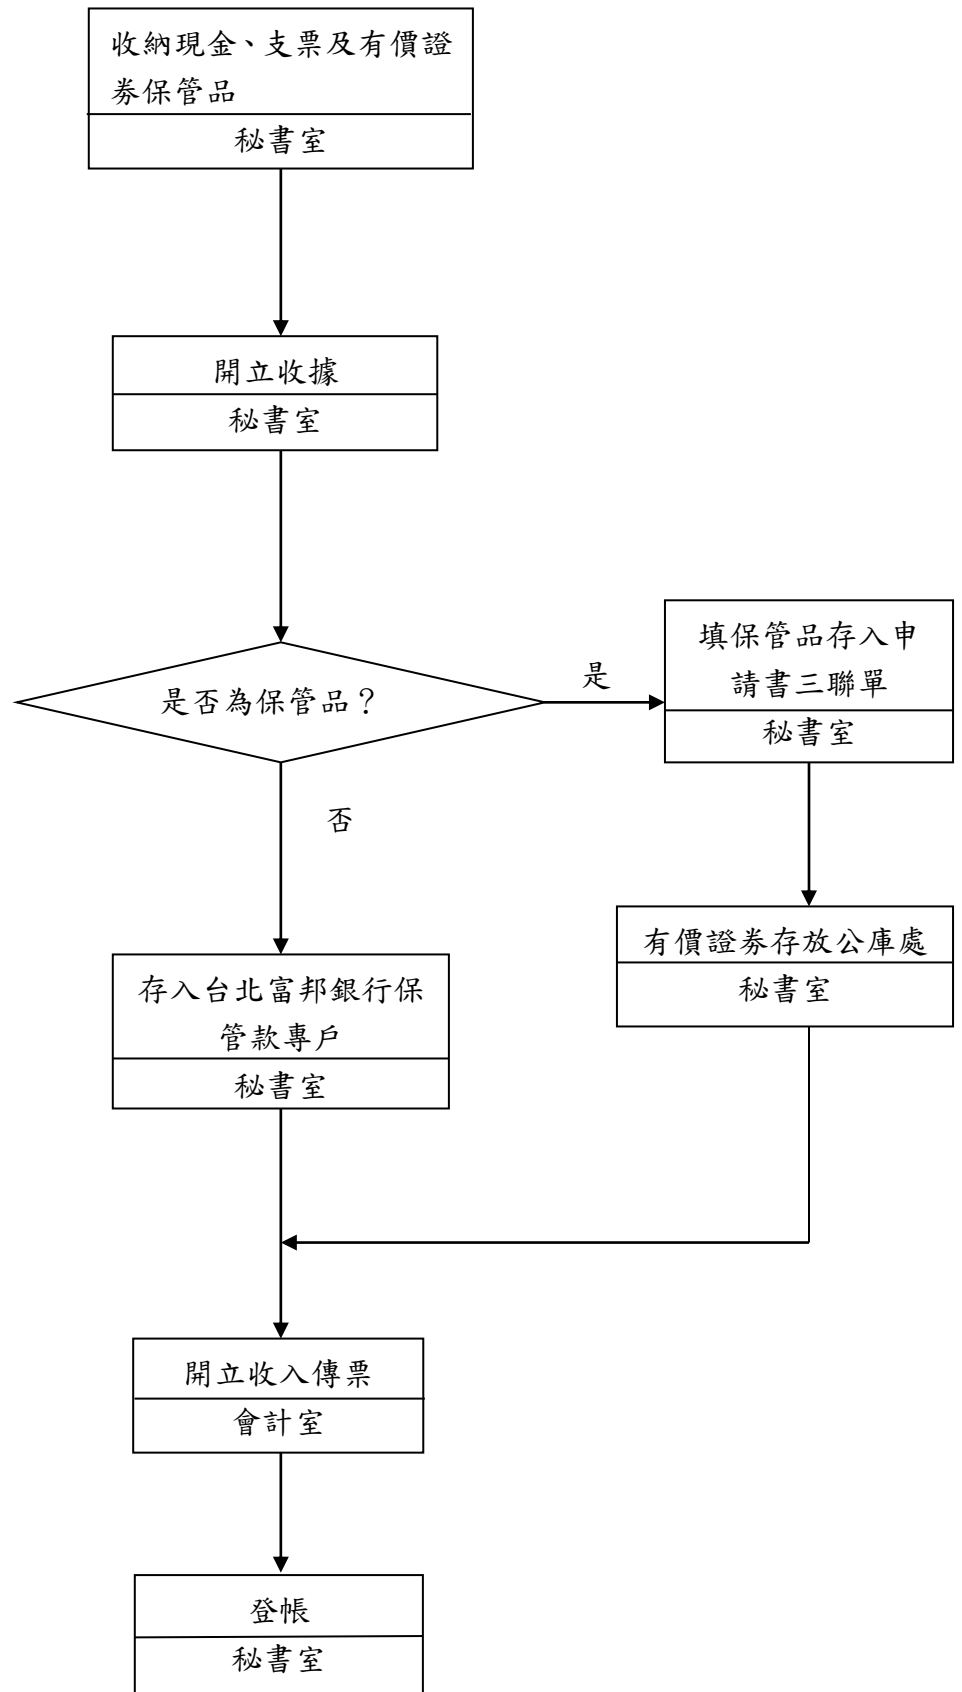 收納現金、支票及有價證
券保管品
秘書室
開立收據
秘書室
是否為保管品？
是
填保管品存入申
請書三聯單
秘書室
否
有價證券存放公庫處
秘書室
存入台北富邦銀行保
管款專戶
秘書室
開立收入傳票
會計室
登帳
秘書室